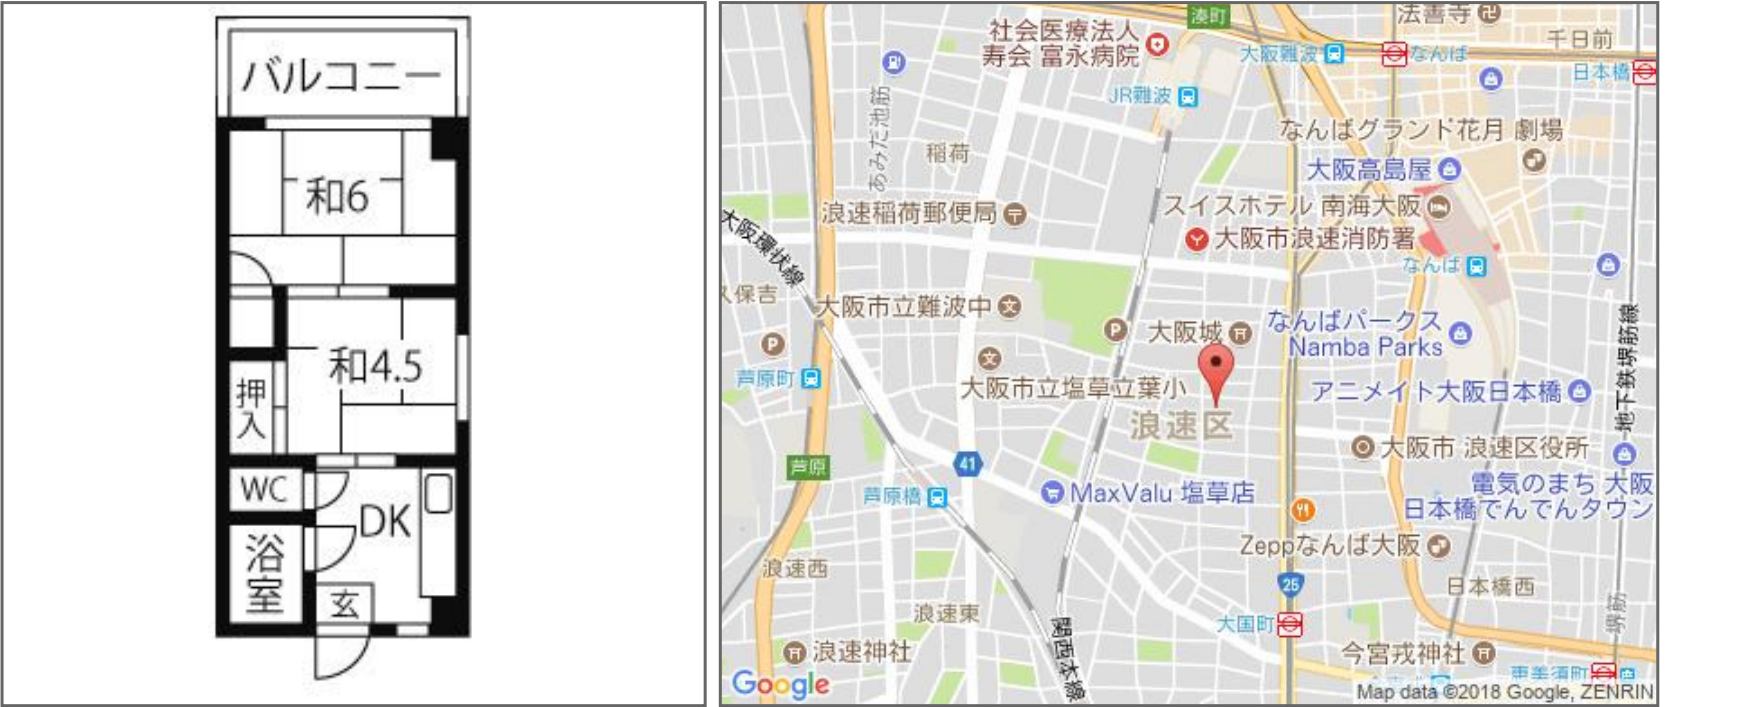 バルコニー
和6
和4.5
押入
WC
DK
浴室
玄
湊町
法善寺
社会医療法人
寿会 富永病院
大阪難波
なんば
千日前
日本橋
JR難波
あみだ池筋
なんばグランド花月 劇場
稲荷
大阪高島屋
浪速稲荷郵便局
スイスホテル 南海大阪
大阪市浪速消防署
大阪環状線
なんば
久保吉
大阪市立難波中
大阪城
なんばパークス
Namba Parks
地下鉄堺筋線
芦原町
大阪市立塩草立葉小
アニメイト大阪日本橋
浪速区
大阪市 浪速区役所
芦原
41
芦原橋
MaxValu 塩草店
電気のまち 大阪
日本橋でんでんタウン
Zeppなんば大阪
浪速西
25
日本橋西
浪速東
大国町
堺筋
関西本線
浪速神社
今宮戎神社
恵美須町
Google
Map data ©2018 Google, ZENRIN